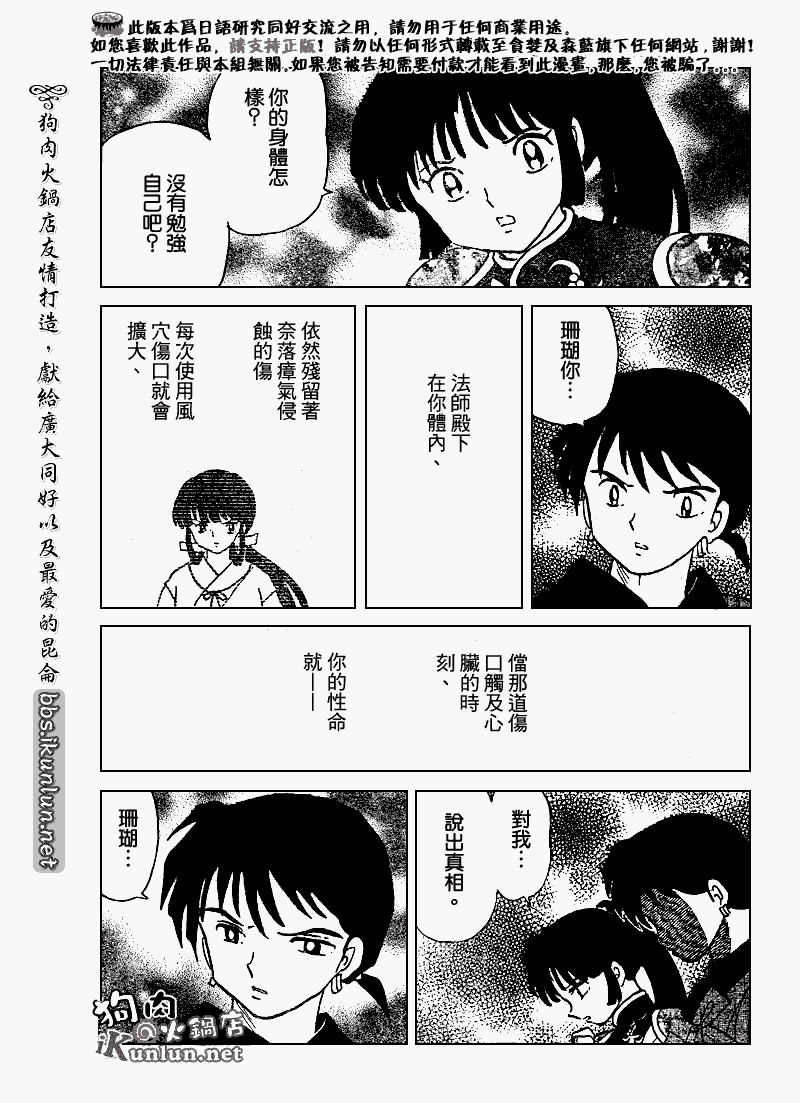 此版本爲日語研究同好交流之用，請勿用于任何商業用途。
如您喜歡此作品，請支持正版！請勿以任何形式轉載至貪婪及森藍旗下任何網站，謝謝！
一切法律責任與本組無關。如果您被告知需要付款才能看到此漫畫，那麽，您被騙了...
狗肉火鍋店友情打造，獻給廣大同好以及最愛的昆侖
bbs.ikunlun.net
你的身體怎
樣？
沒有勉強
自己吧？
珊瑚你…
法師殿下
在你體內、
依然殘留著
奈落瘴氣侵
蝕的傷
每次使用風
穴傷口就會
擴大、
儅那道傷
口觸及心
臟的時
刻、
你的性命
就——
對我…
說出真相。
珊瑚…
狗肉
@火鍋店
iKunlun.net